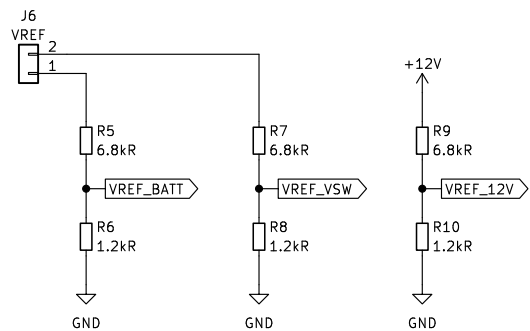 J6
VREF
2
1
+12V
R5
6.8kR
R7
6.8kR
R9
6.8kR
VREF_BATT
VREF_VSW
VREF_12V
R6
1.2kR
R8
1.2kR
R10
1.2kR
GND
GND
GND